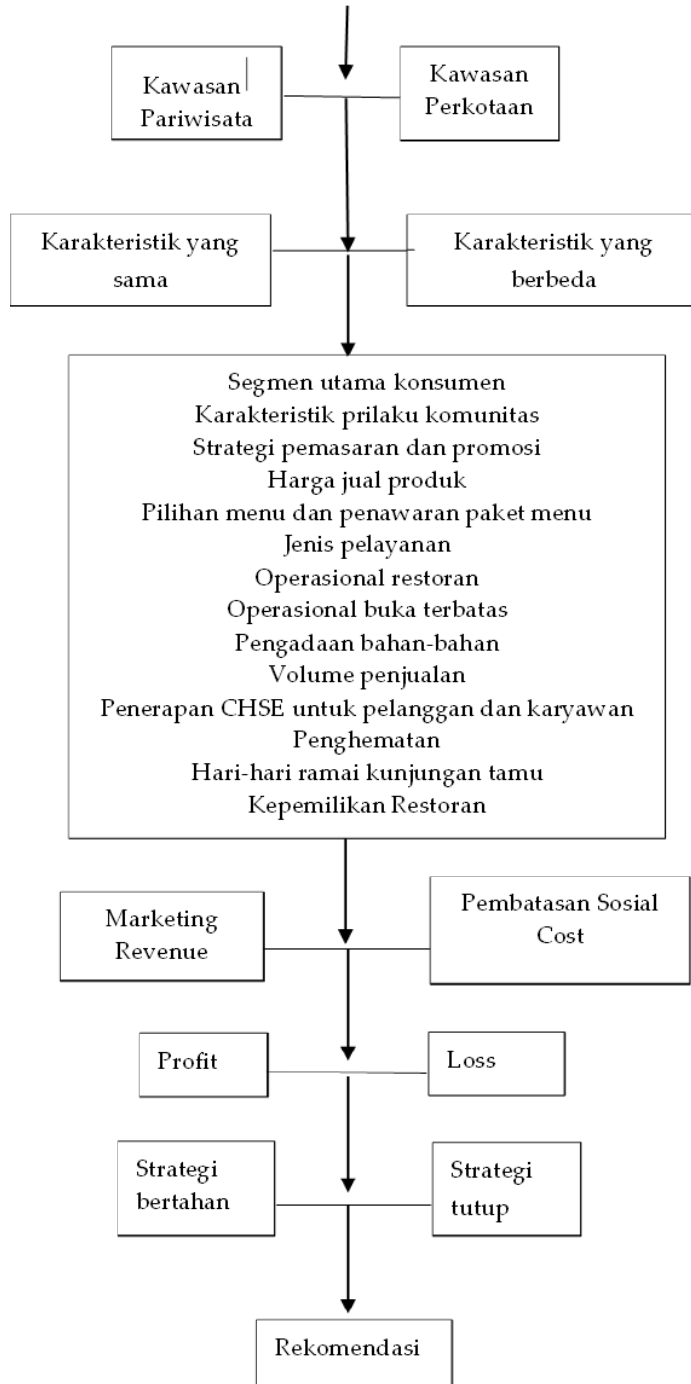 Kawasan
Pariwisata
Kawasan
Perkotaan
Karakteristik yang
sama
Karakteristik yang
berbeda
Segmen utama konsumen
Karakteristik prilaku komunitas
Strategi pemasaran dan promosi
Harga jual produk
Pilihan menu dan penawaran paket menu
Jenis pelayanan
Operasional restoran
Operasional buka terbatas
Pengadaan bahan-bahan
Volume penjualan
Penerapan CHSE untuk pelanggan dan karyawan
Penghematan
Hari-hari ramai kunjungan tamu
Kepemilikan Restoran
Marketing
Revenue
Pembatasan Sosial
Cost
Profit
Loss
Strategi
bertahan
Strategi
tutup
Rekomendasi